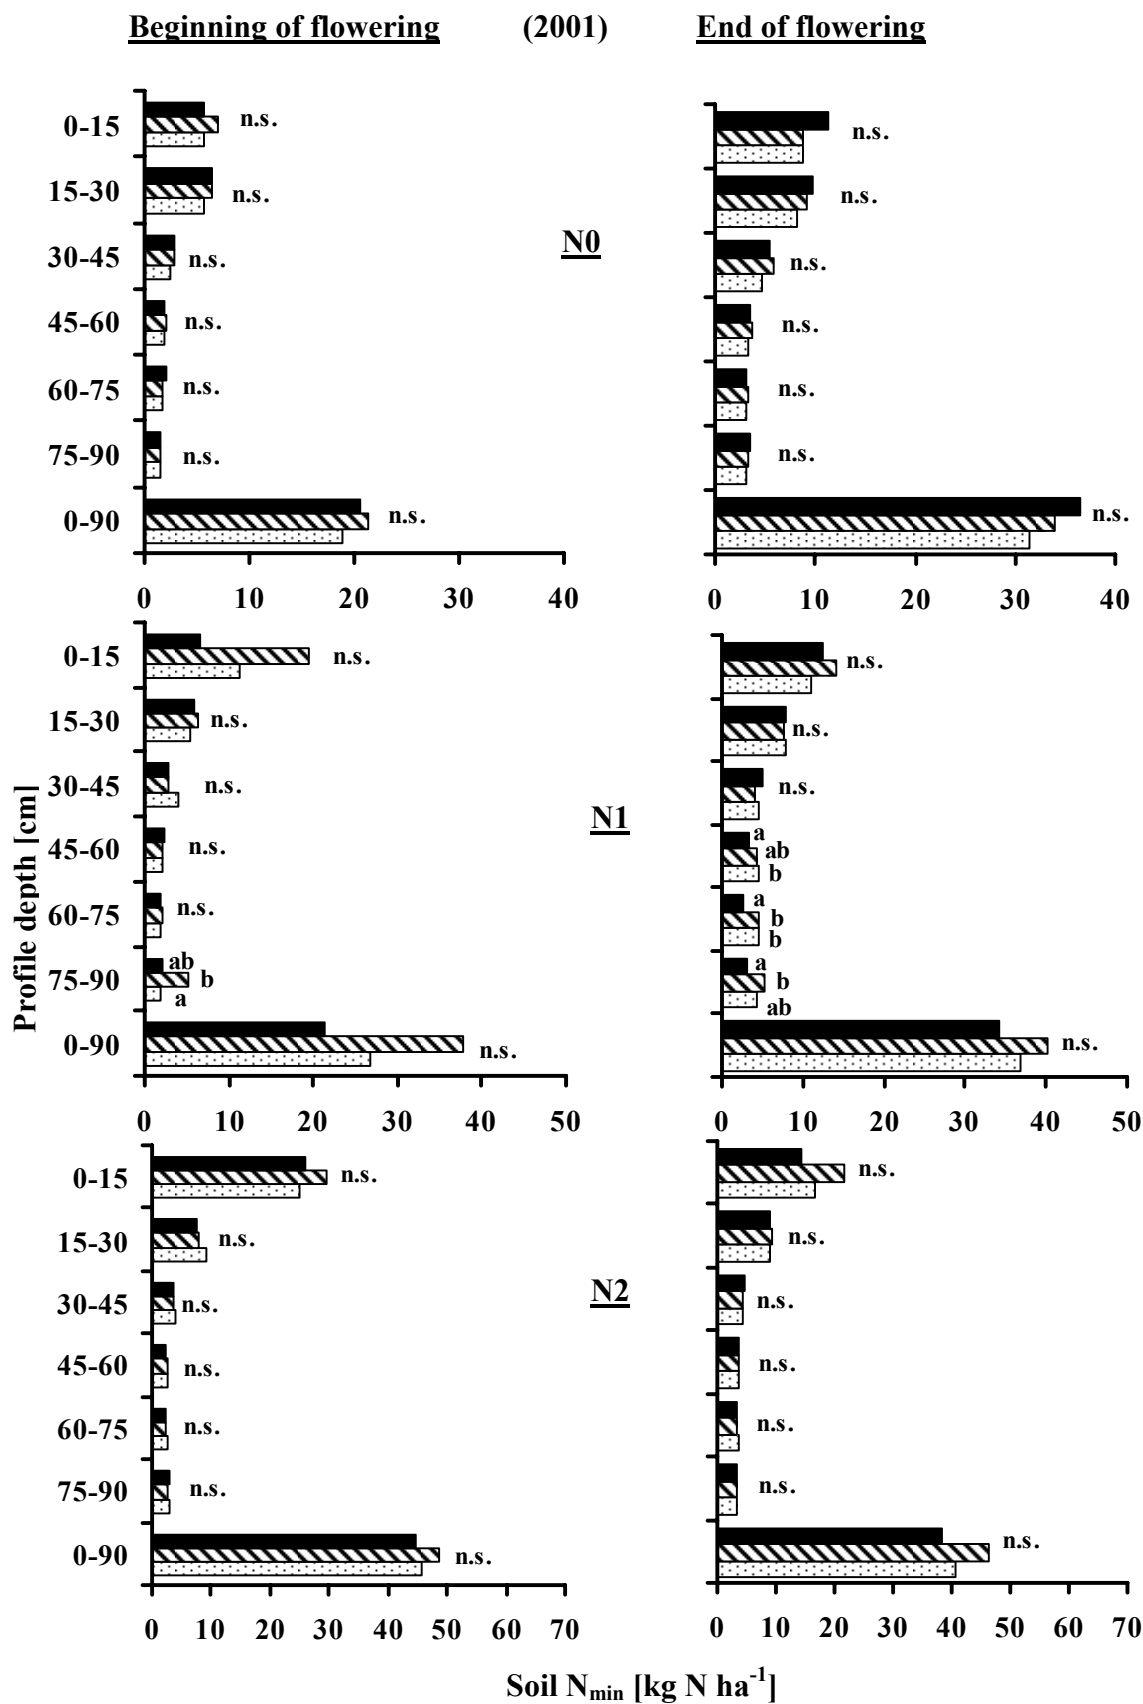 Beginning of flowering (2001) End of flowering
0-15 n.s. n.s.
15-30 n.s. n.s.
N0
30-45 n.s. n.s.
45-60 n.s. n.s.
60-75 n.s. n.s.
75-90 n.s. n.s.
0-90 n.s. n.s.
0 10 20 30 40 0 10 20 30 40
0-15 n.s. n.s.
15-30 n.s. n.s.
30-45 n.s. n.s.
N1
45-60 n.s. a ab b
60-75 n.s. a b b
75-90 ab b a a b ab
0-90 n.s. n.s.
Profile depth [cm]
0 10 20 30 40 50 0 10 20 30 40 50
0-15 n.s. n.s.
15-30 n.s. n.s.
N2
30-45 n.s. n.s.
45-60 n.s. n.s.
60-75 n.s. n.s.
75-90 n.s. n.s.
0-90 n.s. n.s.
0 10 20 30 40 50 60 70 0 10 20 30 40 50 60 70
Soil Nmin [kg N ha-1]